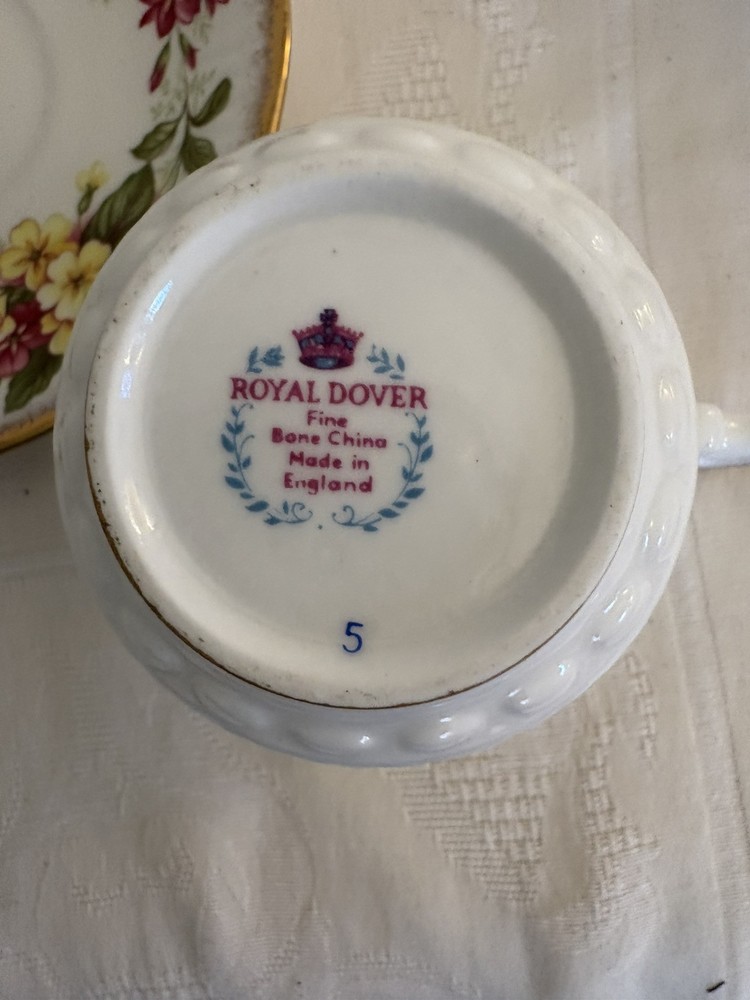 ROYAL DOVER
Fine
Bone China
Made in
England
5